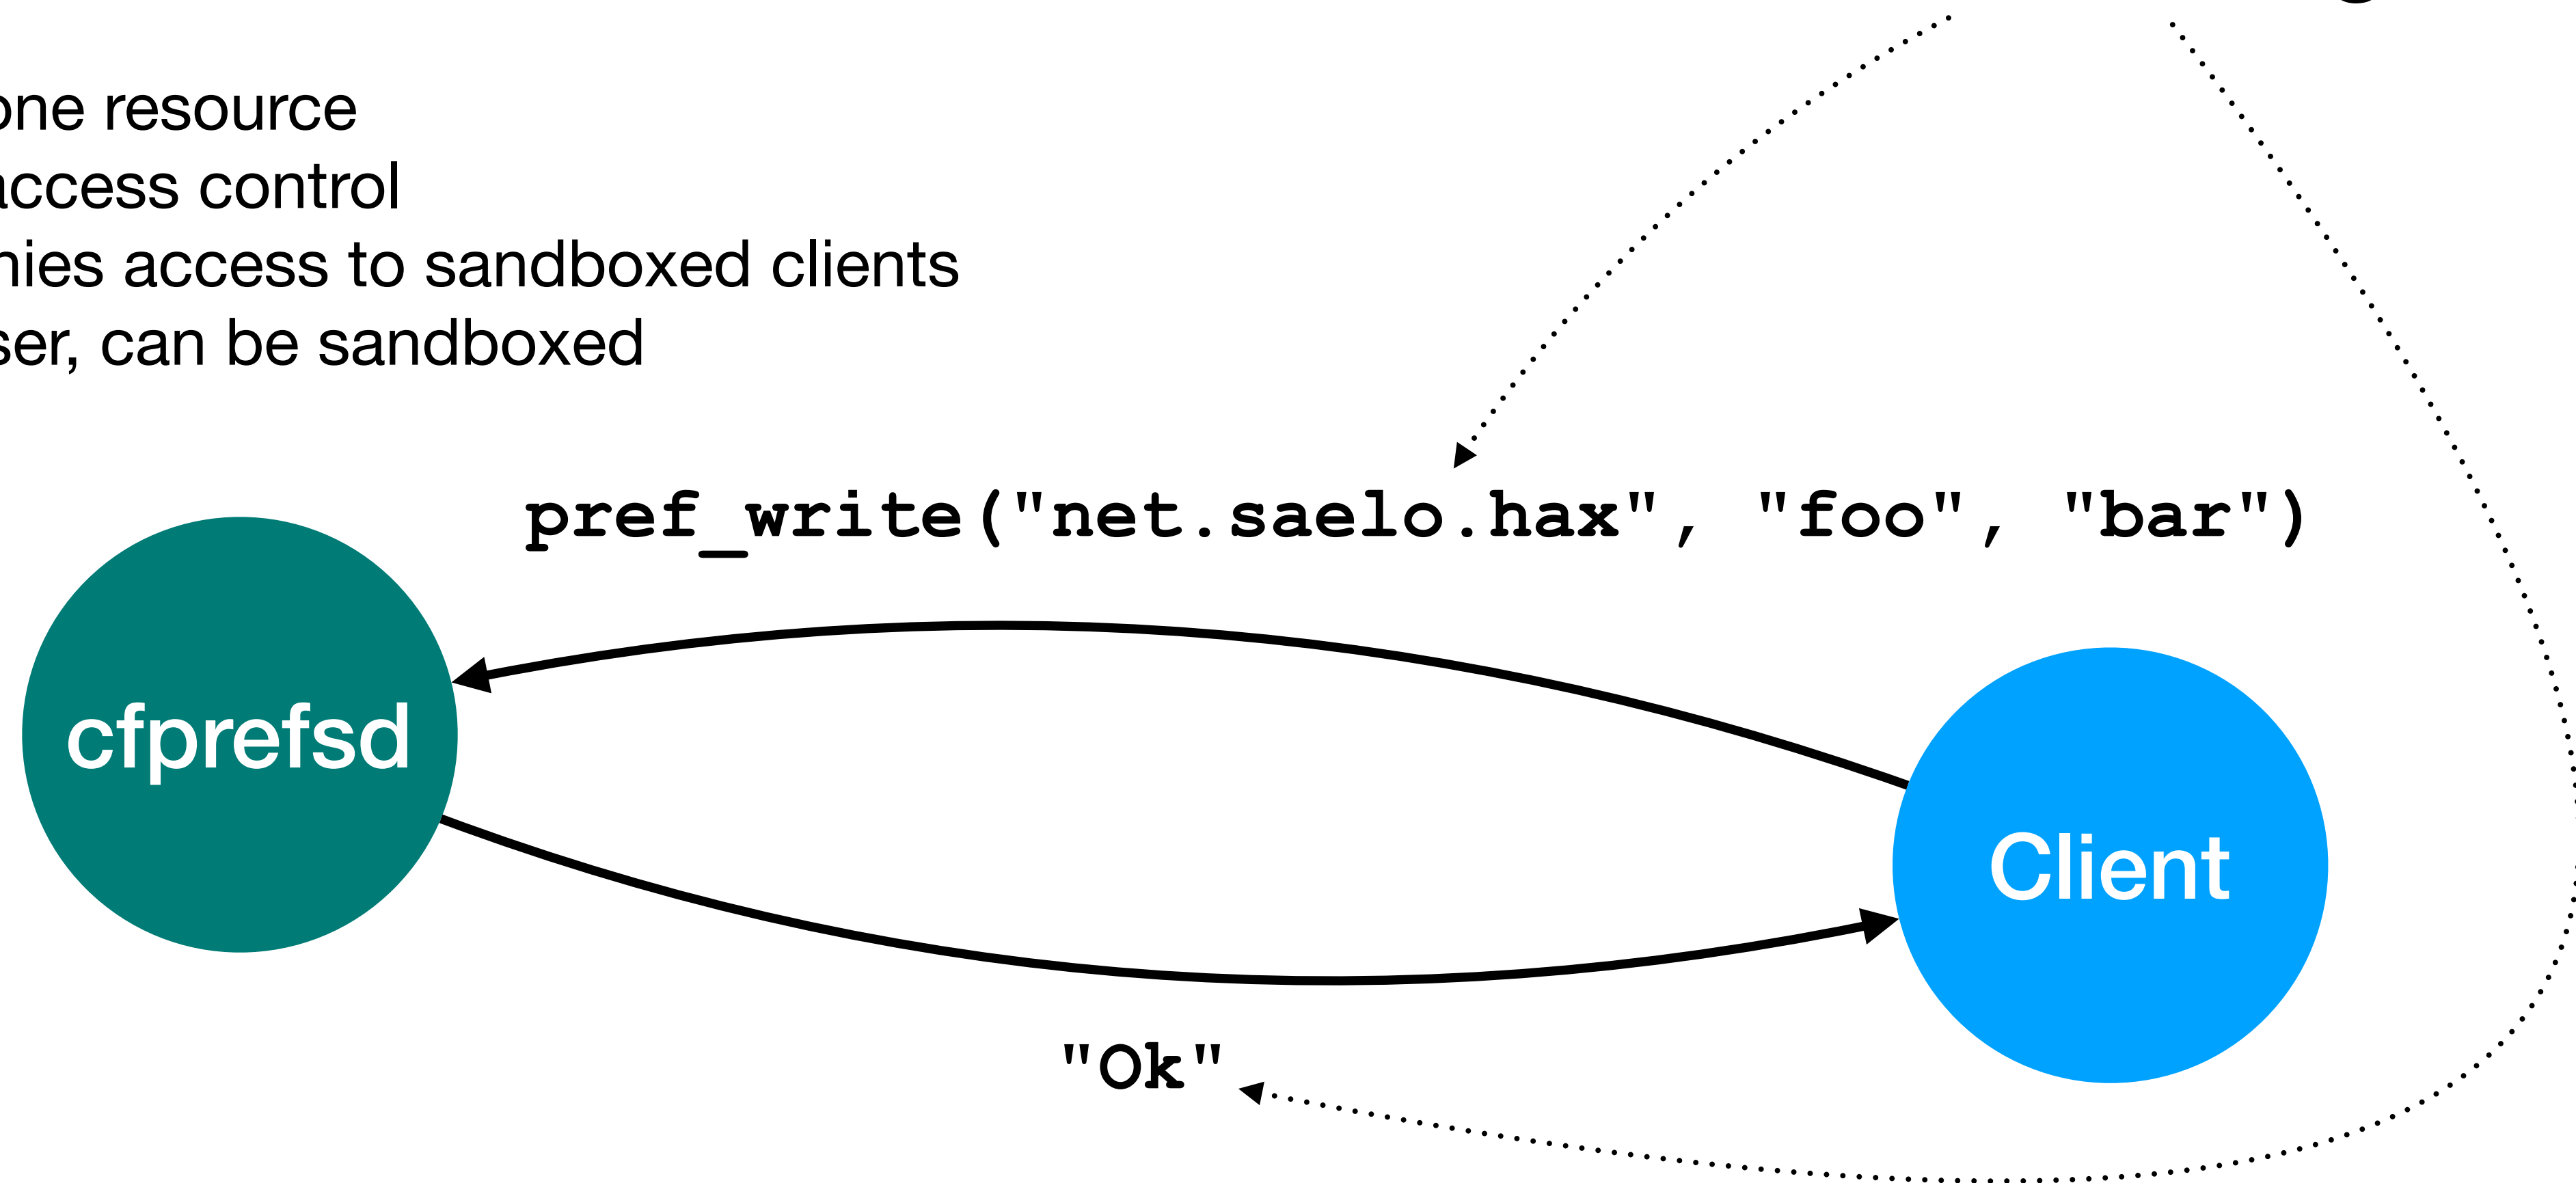 one resource
access control
nies access to sandboxed clients
ser, can be sandboxed
pref_write("net.saelo.hax", "foo", "bar")
cfprefsd
Client
"Ok"